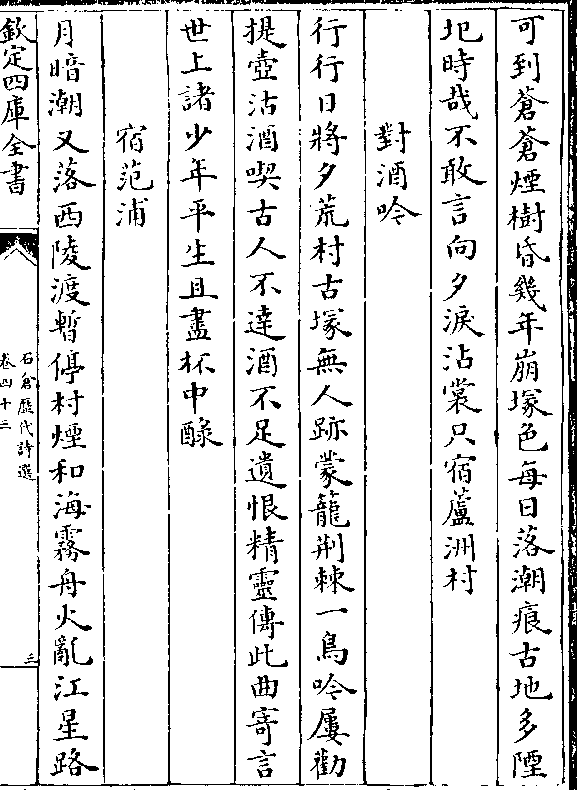 可到蒼蒼煙樹昏幾年崩塚色每日落潮痕古地多陻
圯時哉不敢言向夕淚沾裳只宿蘆洲村
對酒吟
行行日將夕荒村古塚無人跡蒙籠荆棘一鳥吟屢勸
提壺沽酒喫古人不達酒不足遺恨精靈傳此曲寄言
世上諸少年平生且盡杯中醁
宿范浦
月暗潮又落西陵渡暫停村煙和海霧舟火亂江星路
欽定四庫全書
石倉歴代詩選
卷四十三
三